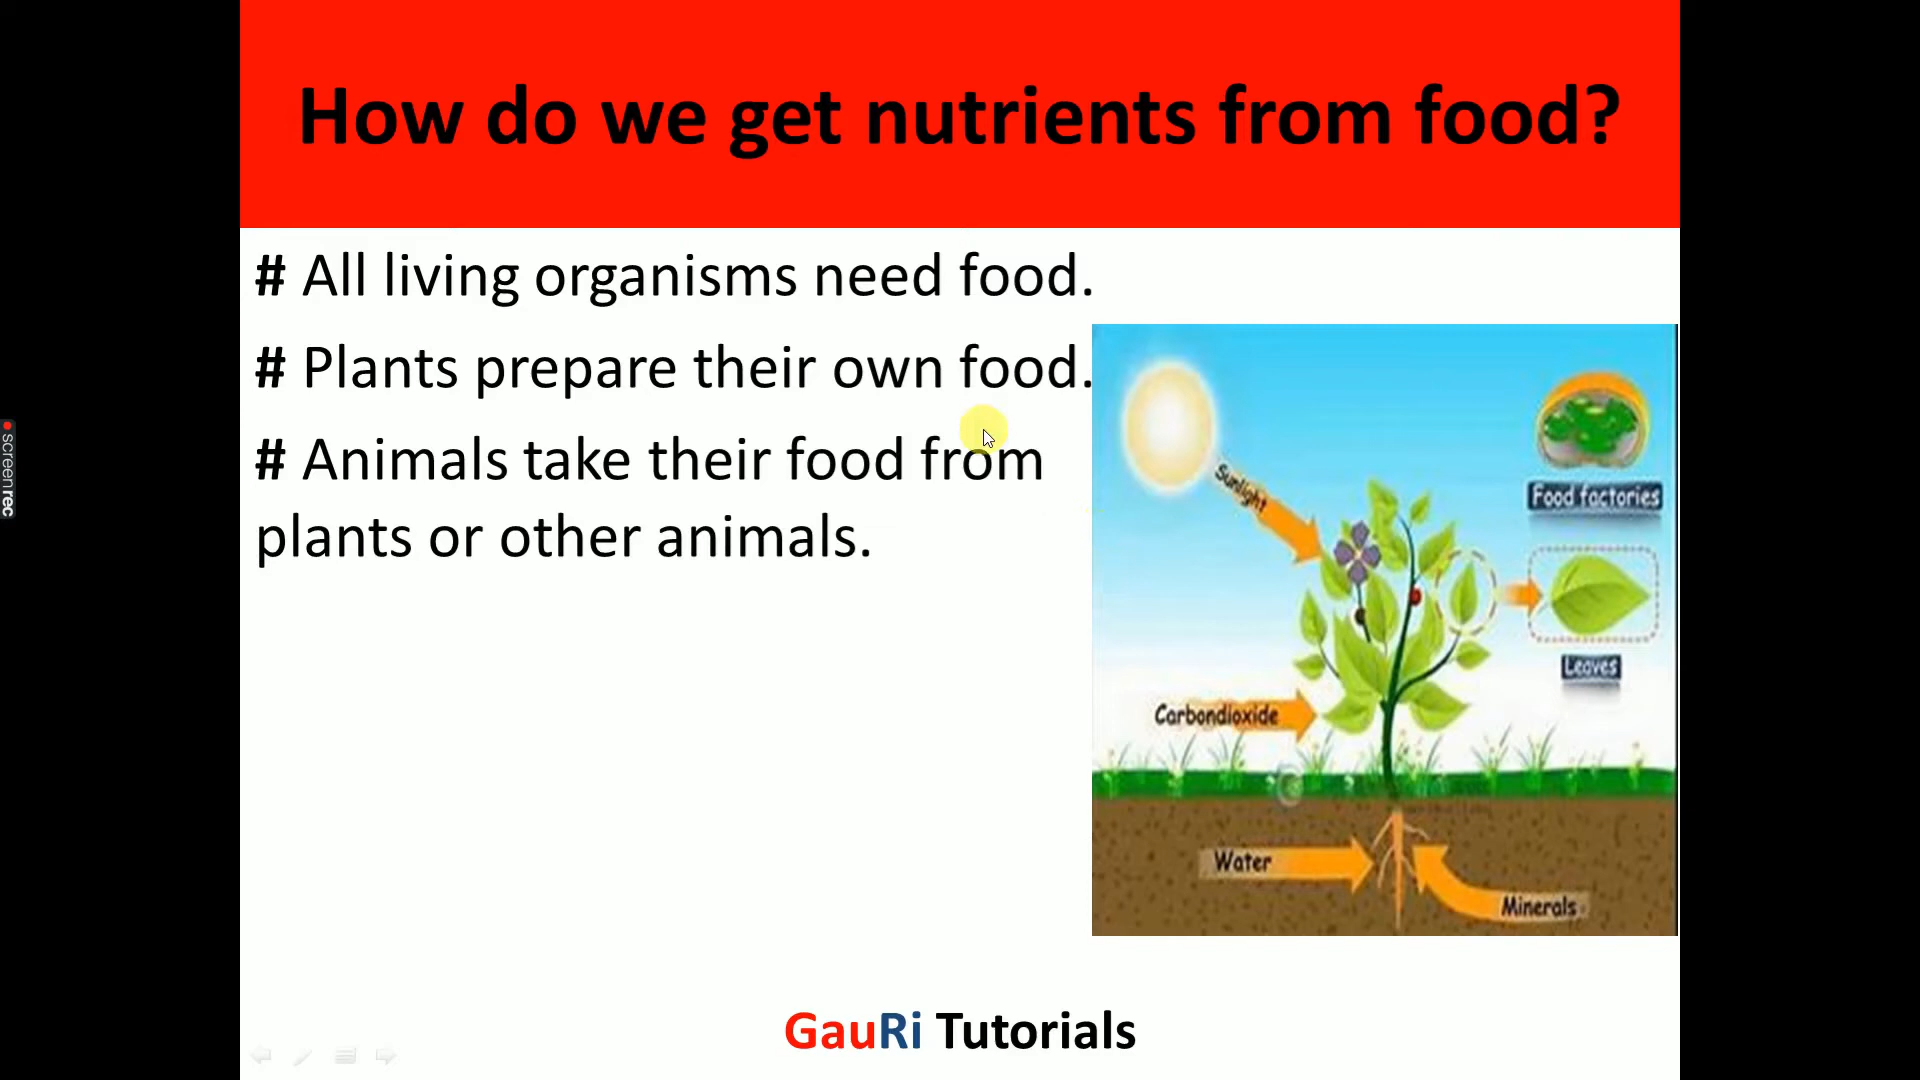 How do we get nutrients from food?
# All living organisms need food.
# Plants prepare their own food.
# Animals take their food from
plants or other animals.
Sunlight
Food factories
Leaves
Carbondioxide
Water
Minerals
GauRi Tutorials
screenrec